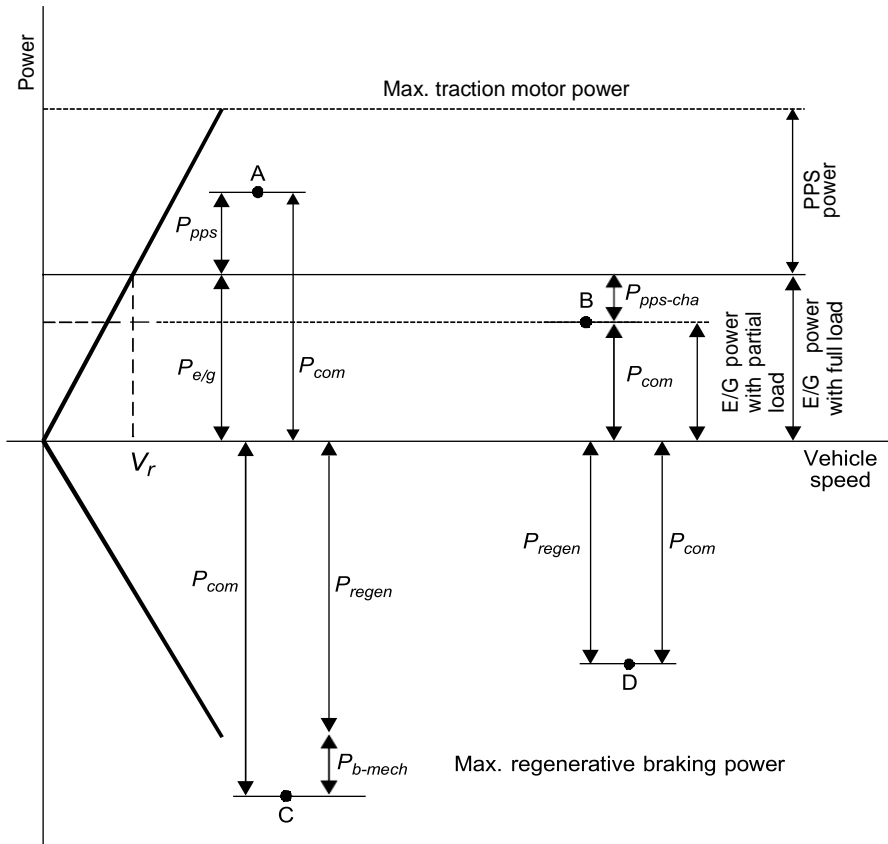 Power
Max. traction motor power
A
PPS
power
P_pps
B
P_pps-cha
P_e/g
P_com
P_com
E/G power
with partial
load
E/G power
with full load
V_r
Vehicle
speed
P_com
P_regen
P_regen
P_com
D
P_b-mech
Max. regenerative braking power
C